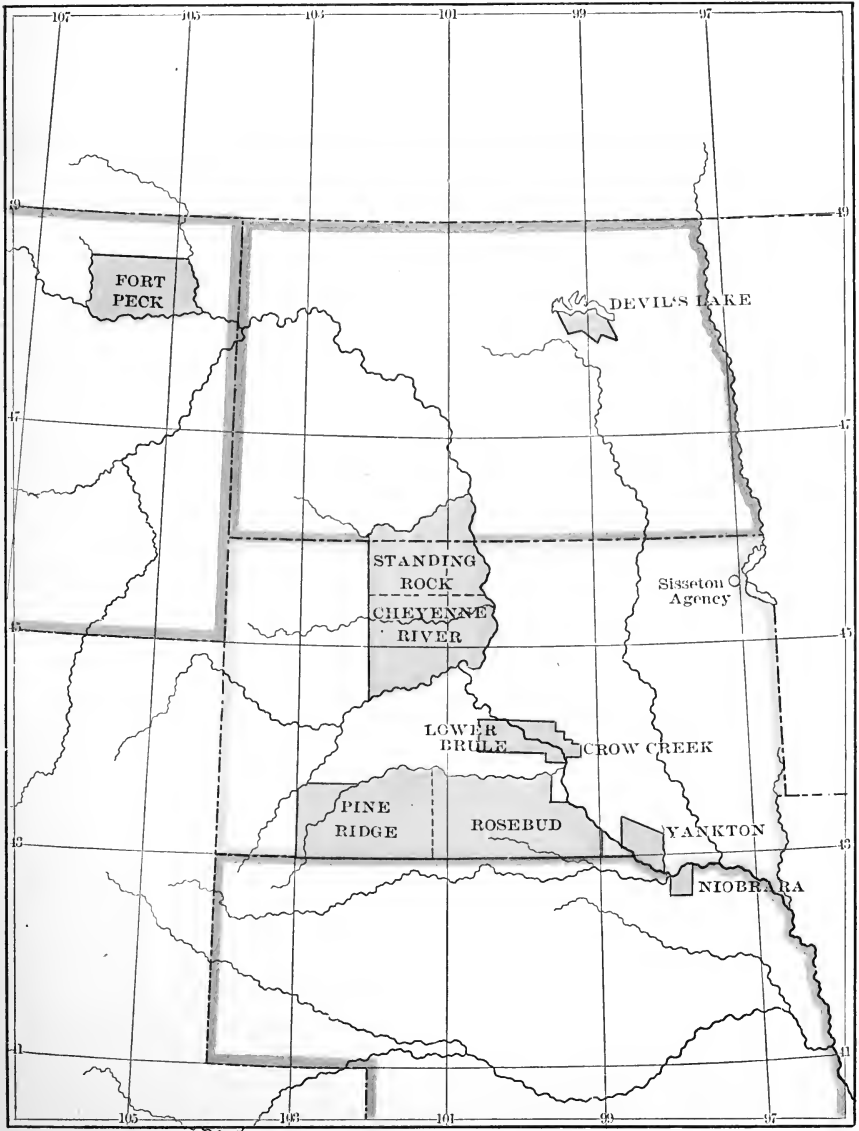 107
105
103
101
99
97
49
49
FORT
PECK
DEVIL'S LAKE
47
47
STANDING
ROCK
Sisseton
Agency
CHEYENNE
RIVER
45
45
LOWER
BRULE
CROW CREEK
PINE
RIDGE
ROSEBUD
YANKTON
43
43
NIOBRARA
41
41
105
103
101
99
97